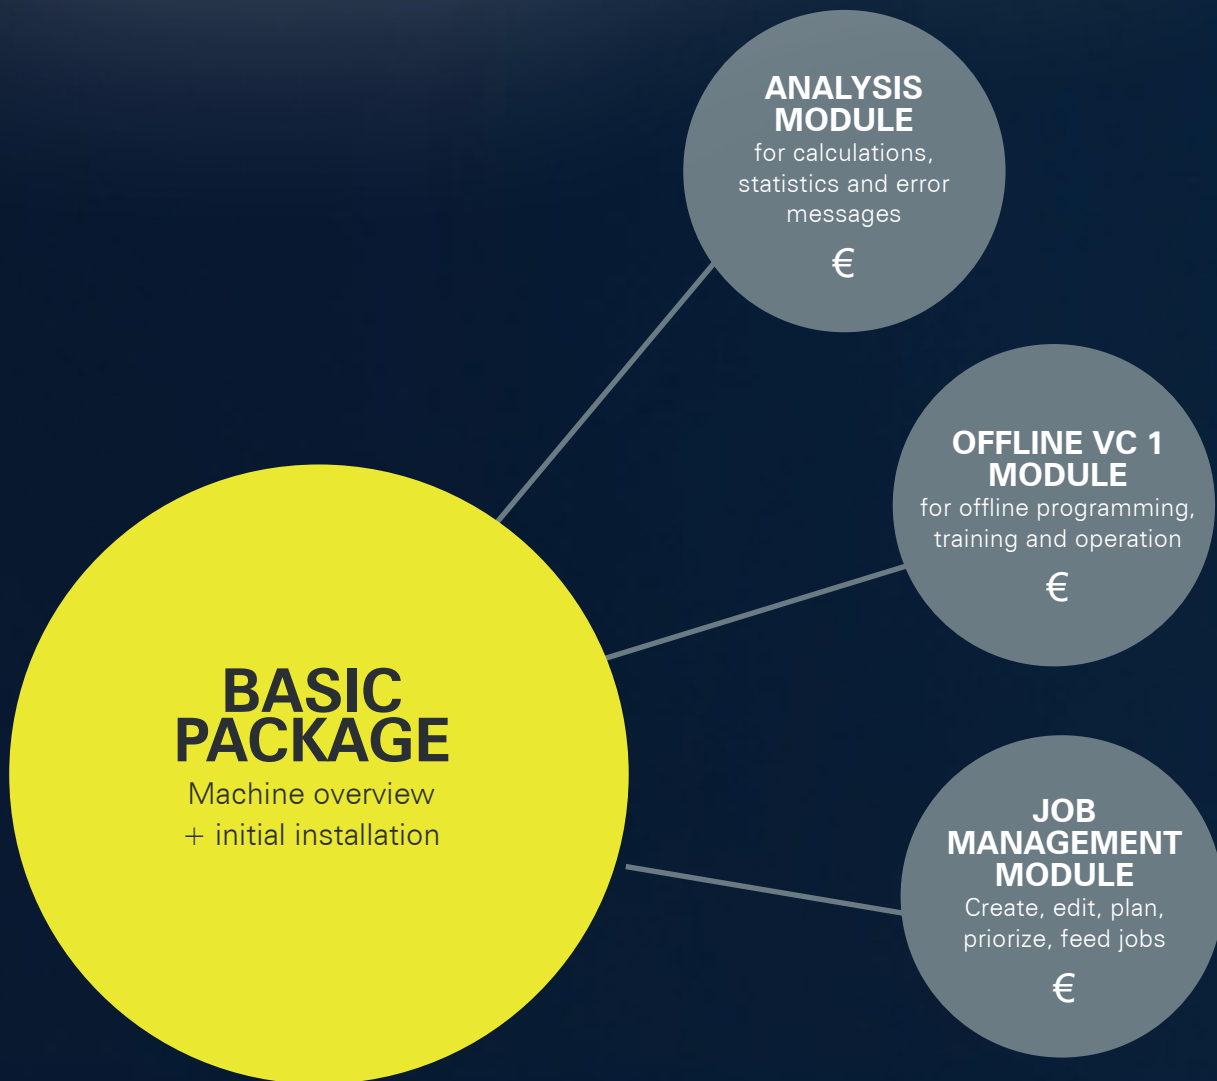 ANALYSIS
MODULE
for calculations,
statistics and error
messages
€
OFFLINE VC 1
MODULE
for offline programming,
training and operation
€
BASIC
PACKAGE
Machine overview
+ initial installation
JOB
MANAGEMENT
MODULE
Create, edit, plan,
priorize, feed jobs
€